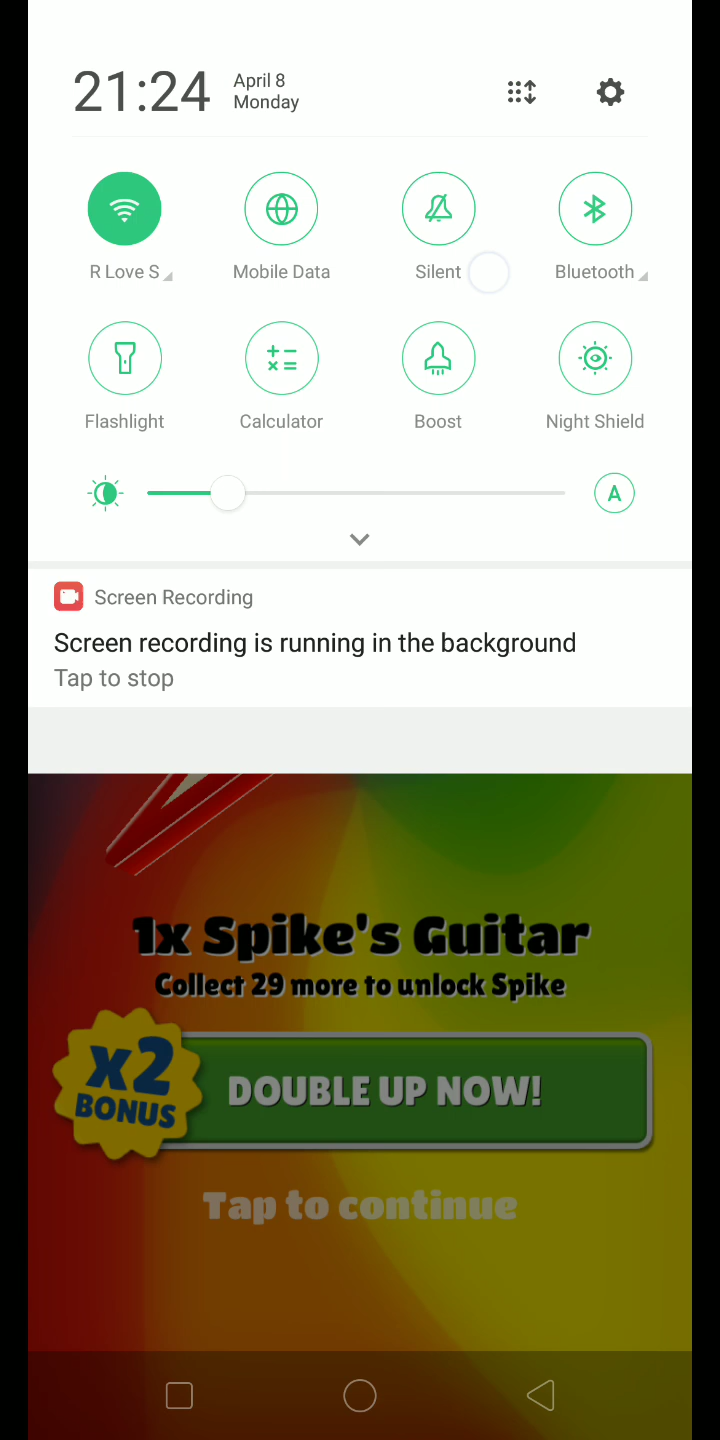 21:24
April 8
Monday
R Love S
Mobile Data
Silent
Bluetooth
Flashlight
Calculator
Boost
Night Shield
A
Screen Recording
Screen recording is running in the background
Tap to stop
1x Spike's Guitar
Collect 29 more to unlock Spike
x2
BONUS
DOUBLE UP NOW!
Tap to continue